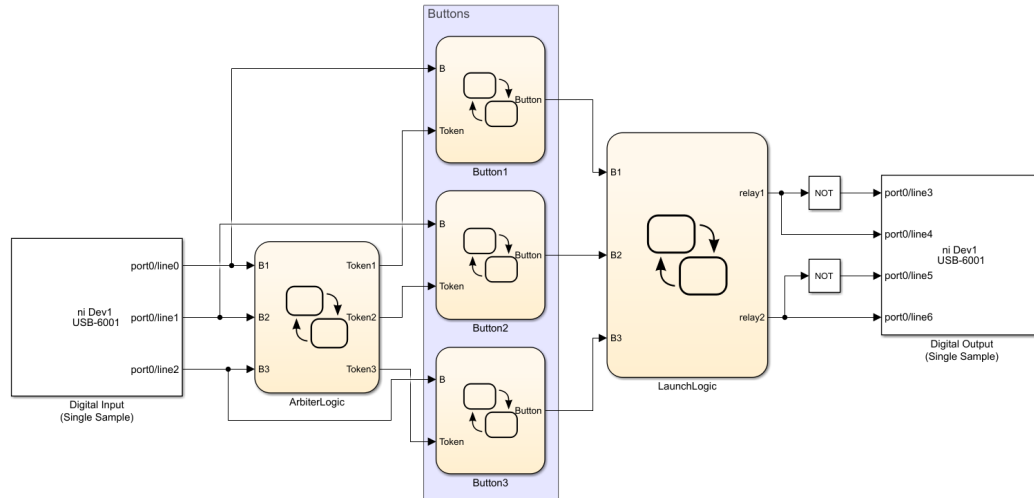 Buttons
B
Token
Button
Button1
B
Token
Button
Button2
B
Token
Button
Button3
ni Dev1
USB-6001
port0/line0
port0/line1
port0/line2
Digital Input
(Single Sample)
B1
B2
B3
Token1
Token2
Token3
ArbiterLogic
B1
B2
B3
relay1
relay2
LaunchLogic
NOT
NOT
port0/line3
port0/line4
port0/line5
port0/line6
ni Dev1
USB-6001
Digital Output
(Single Sample)